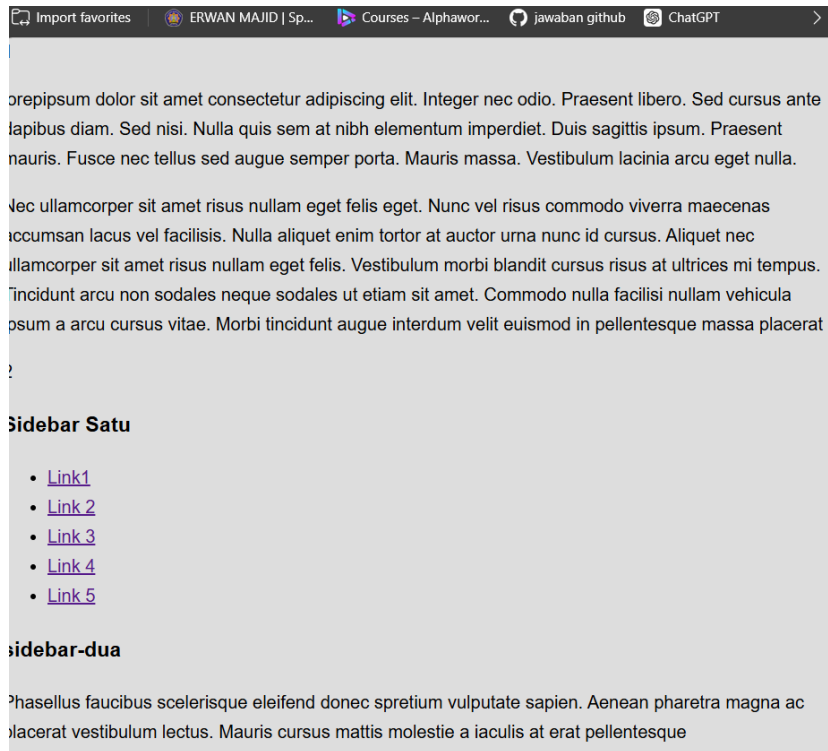 Import favorites
ERWAN MAJID | Sp...
Courses – Alphawor...
jawaban github
ChatGPT
orepipsum dolor sit amet consectetur adipiscing elit. Integer nec odio. Praesent libero. Sed cursus ante
dapibus diam. Sed nisi. Nulla quis sem at nibh elementum imperdiet. Duis sagittis ipsum. Praesent
mauris. Fusce nec tellus sed augue semper porta. Mauris massa. Vestibulum lacinia arcu eget nulla.
Nec ullamcorper sit amet risus nullam eget felis eget. Nunc vel risus commodo viverra maecenas
accumsan lacus vel facilisis. Nulla aliquet enim tortor at auctor urna nunc id cursus. Aliquet nec
ullamcorper sit amet risus nullam eget felis. Vestibulum morbi blandit cursus risus at ultrices mi tempus.
Tincidunt arcu non sodales neque sodales ut etiam sit amet. Commodo nulla facilisi nullam vehicula
ipsum a arcu cursus vitae. Morbi tincidunt augue interdum velit euismod in pellentesque massa placerat
2
Sidebar Satu
Link1
Link 2
Link 3
Link 4
Link 5
sidebar-dua
Phasellus faucibus scelerisque eleifend donec spretium vulputate sapien. Aenean pharetra magna ac
placerat vestibulum lectus. Mauris cursus mattis molestie a iaculis at erat pellentesque